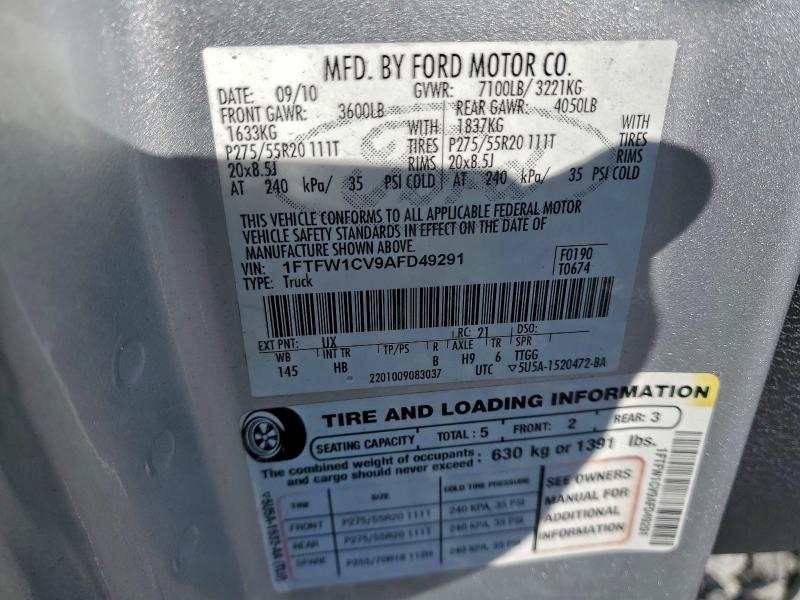 MFD. BY FORD MOTOR CO.
DATE: 09/10 GVWR: 7100LB/ 3221KG
FRONT GAWR: 3600LB REAR GAWR: 4050LB
1633KG WITH 1837KG WITH
P275/55R20 111T TIRES P275/55R20 111T TIRES
20x8.5J RIMS 20x8.5J RIMS
AT 240 kPa/ 35 PSI COLD AT 240 kPa/ 35 PSI COLD
THIS VEHICLE CONFORMS TO ALL APPLICABLE FEDERAL MOTOR
VEHICLE SAFETY STANDARDS IN EFFECT ON THE DATE OF
MANUFACTURE SHOWN ABOVE.
VIN: 1FTFW1CV9AFD49291 F0190
TYPE: Truck T0674
EXT PNT: UX RC: 21 DSO:
WB INT TR TP/PS R AXLE TR SPR
145 HB B H9 6 TTGG
2201009083037 UTC ▽5U5A-1520472-BA
TIRE AND LOADING INFORMATION
SEATING CAPACITY TOTAL: 5 FRONT: 2 REAR: 3
The combined weight of occupants and cargo should never exceed: 630 kg or 1391 lbs.
TIRE SIZE COLD TIRE PRESSURE
FRONT P275/55R20 111T 240 KPA, 35 PSI
REAR P275/55R20 111T 240 KPA, 35 PSI
SPARE 240 KPA, 35 PSI
SEE OWNERS
MANUAL FOR
ADDITIONAL
INFORMATION
1FTFW1CV9AFD49291